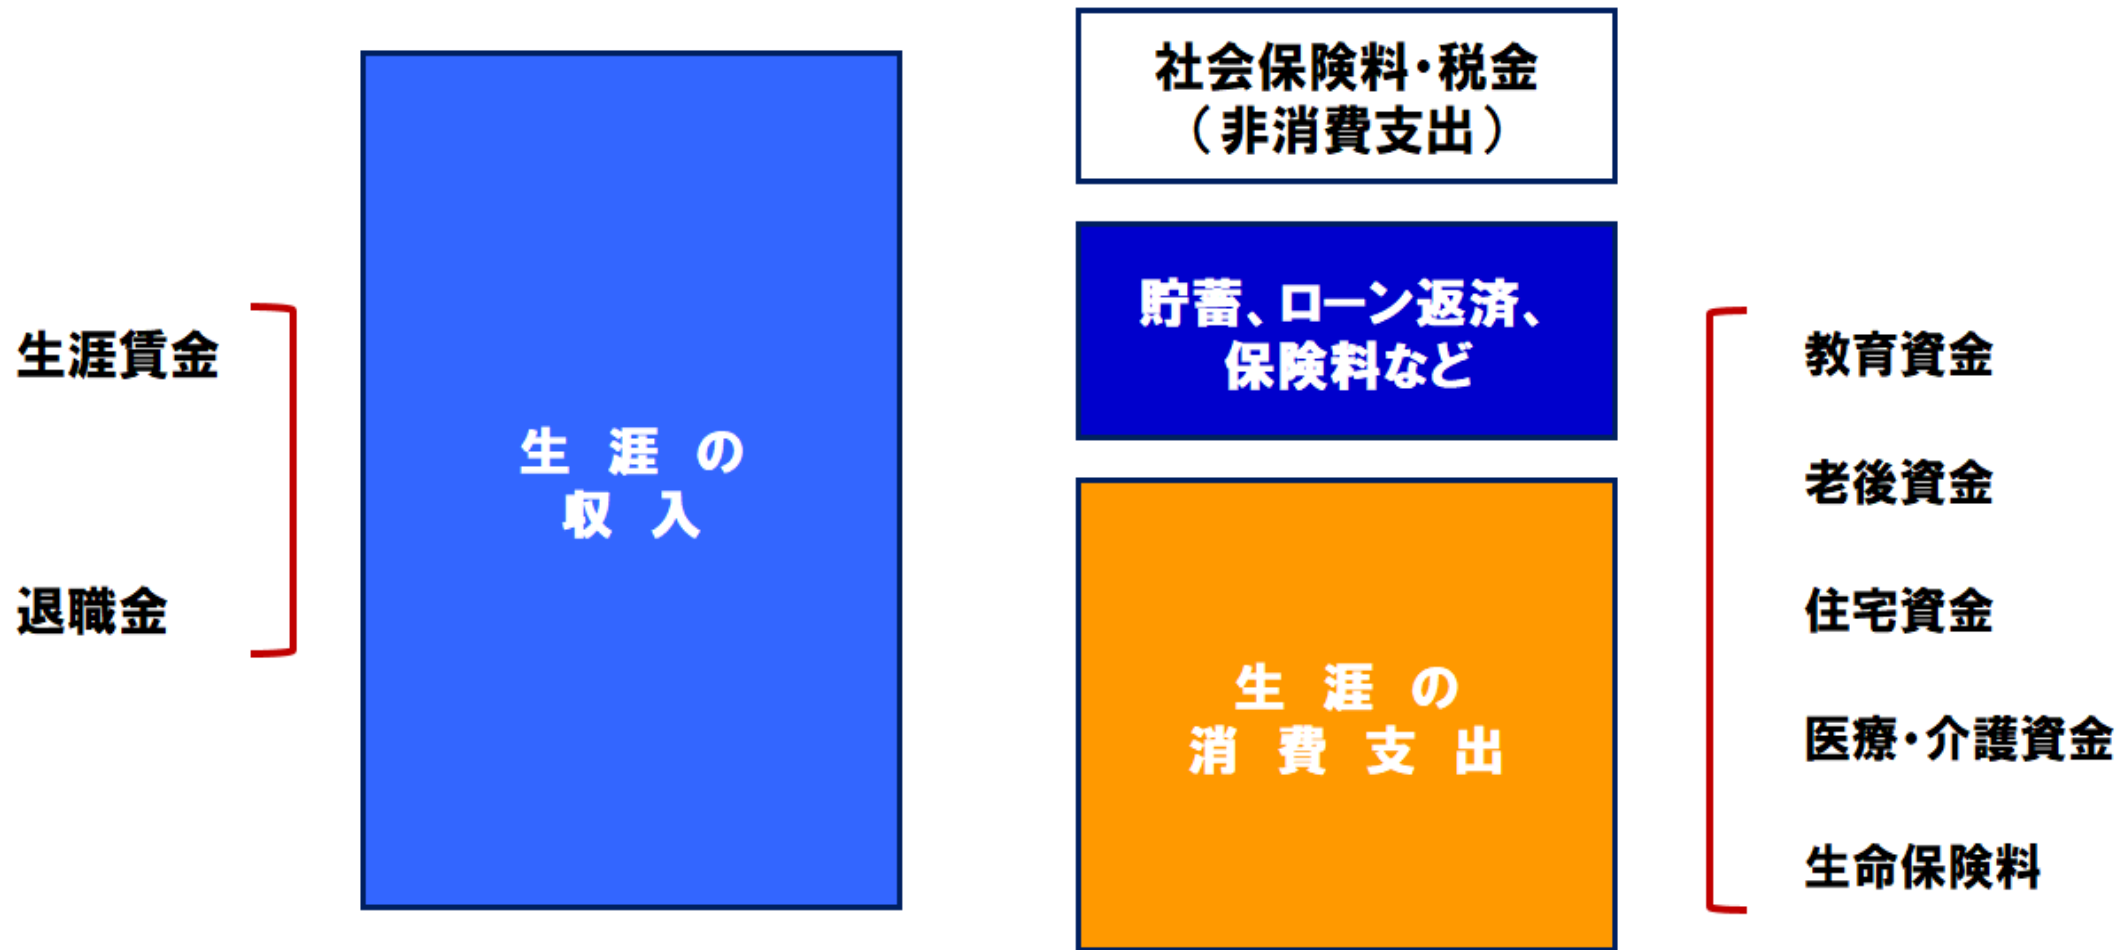 生涯賃金
退職金
生涯の
収入
社会保険料・税金
（非消費支出）
貯蓄、ローン返済、
保険料など
生涯の
消費支出
教育資金
老後資金
住宅資金
医療・介護資金
生命保険料